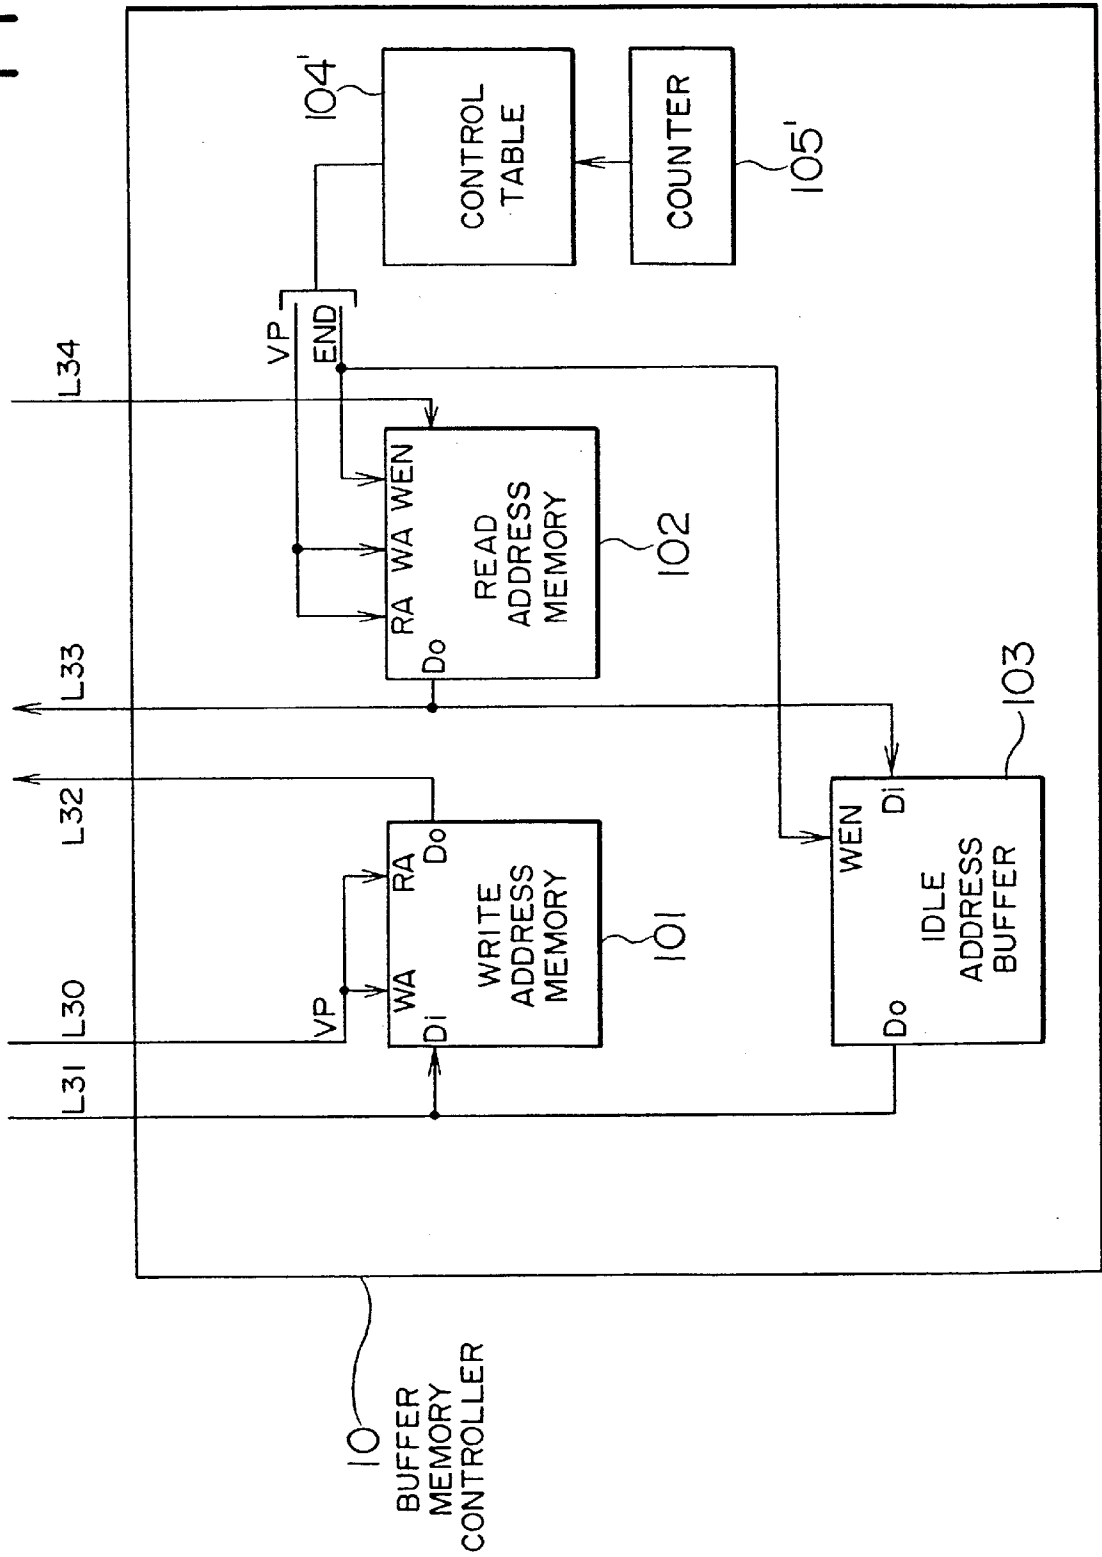 10
BUFFER
MEMORY
CONTROLLER
L31
L30
L32
L33
L34
VP
WA
RA
Di
Do
WRITE
ADDRESS
MEMORY
101
RA
WA
WEN
Do
READ
ADDRESS
MEMORY
102
VP
END
104'
CONTROL
TABLE
COUNTER
105'
WEN
Do
Di
IDLE
ADDRESS
BUFFER
103